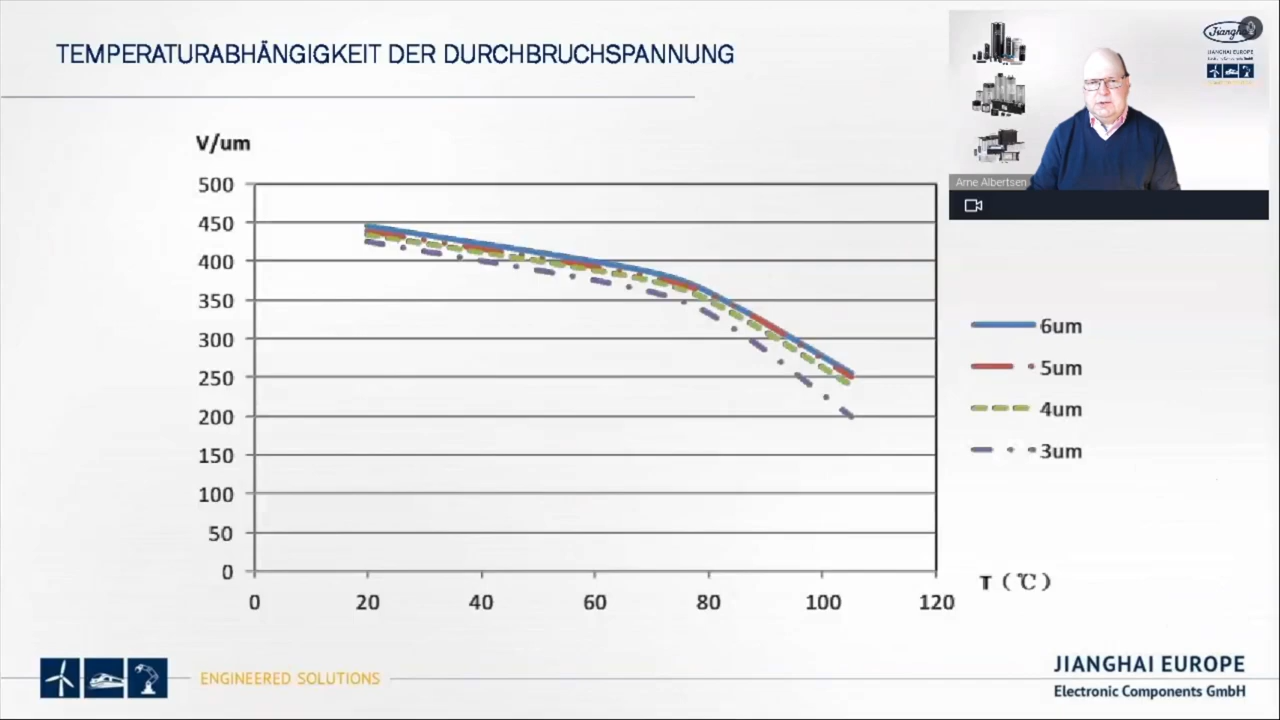 TEMPERATURABHÄNGIGKEIT DER DURCHBRUCHSPANNUNG
Jiangh
JIANGHAI EUROPE
Arne Albertsen
V/um
500
450
400
350
300
250
200
150
100
50
0
0 20 40 60 80 100 120
T (℃)
6um
5um
4um
3um
ENGINEERED SOLUTIONS
JIANGHAI EUROPE
Electronic Components GmbH